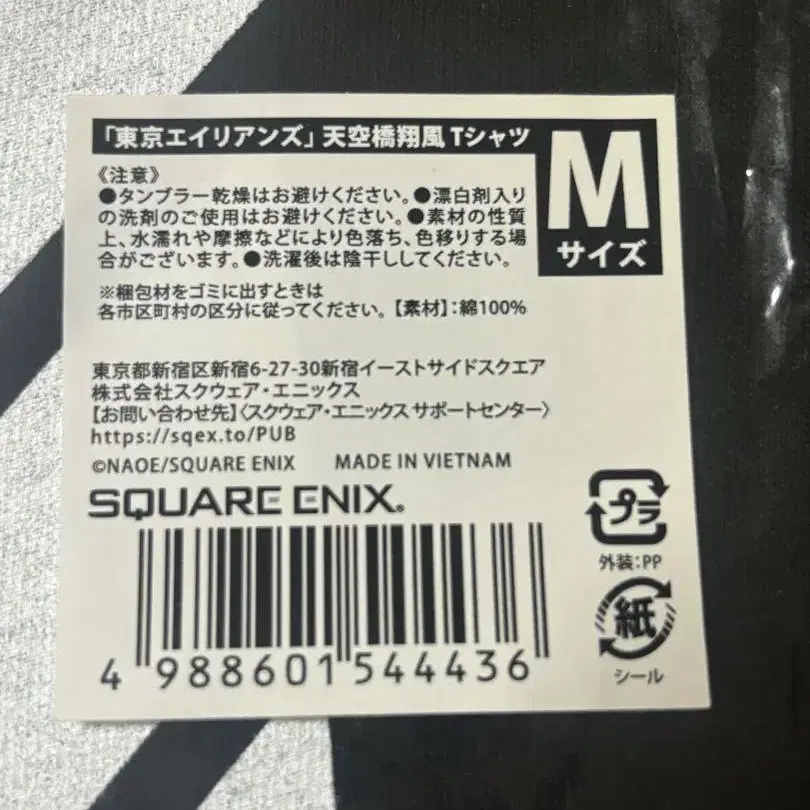 「東京エイリアンズ」天空橋翔風 Tシャツ
M
サイズ
《注意》
●タンブラー乾燥はお避けください。●漂白剤入り
の洗剤のご使用はお避けください。●素材の性質
上、水濡れや摩擦などにより色落ち、色移りする場
合がございます。●洗濯後は陰干ししてください。
※梱包材をゴミに出すときは
各市区町村の区分に従ってください。【素材】:綿100%
東京都新宿区新宿6-27-30新宿イーストサイドスクエア
株式会社スクウェア・エニックス
【お問い合わせ先】〈スクウェア・エニックス サポートセンター〉
https://sqex.to/PUB
©NAOE/SQUARE ENIX MADE IN VIETNAM
SQUARE ENIX®
4 988601 544436
プラ
外装:PP
紙
シール